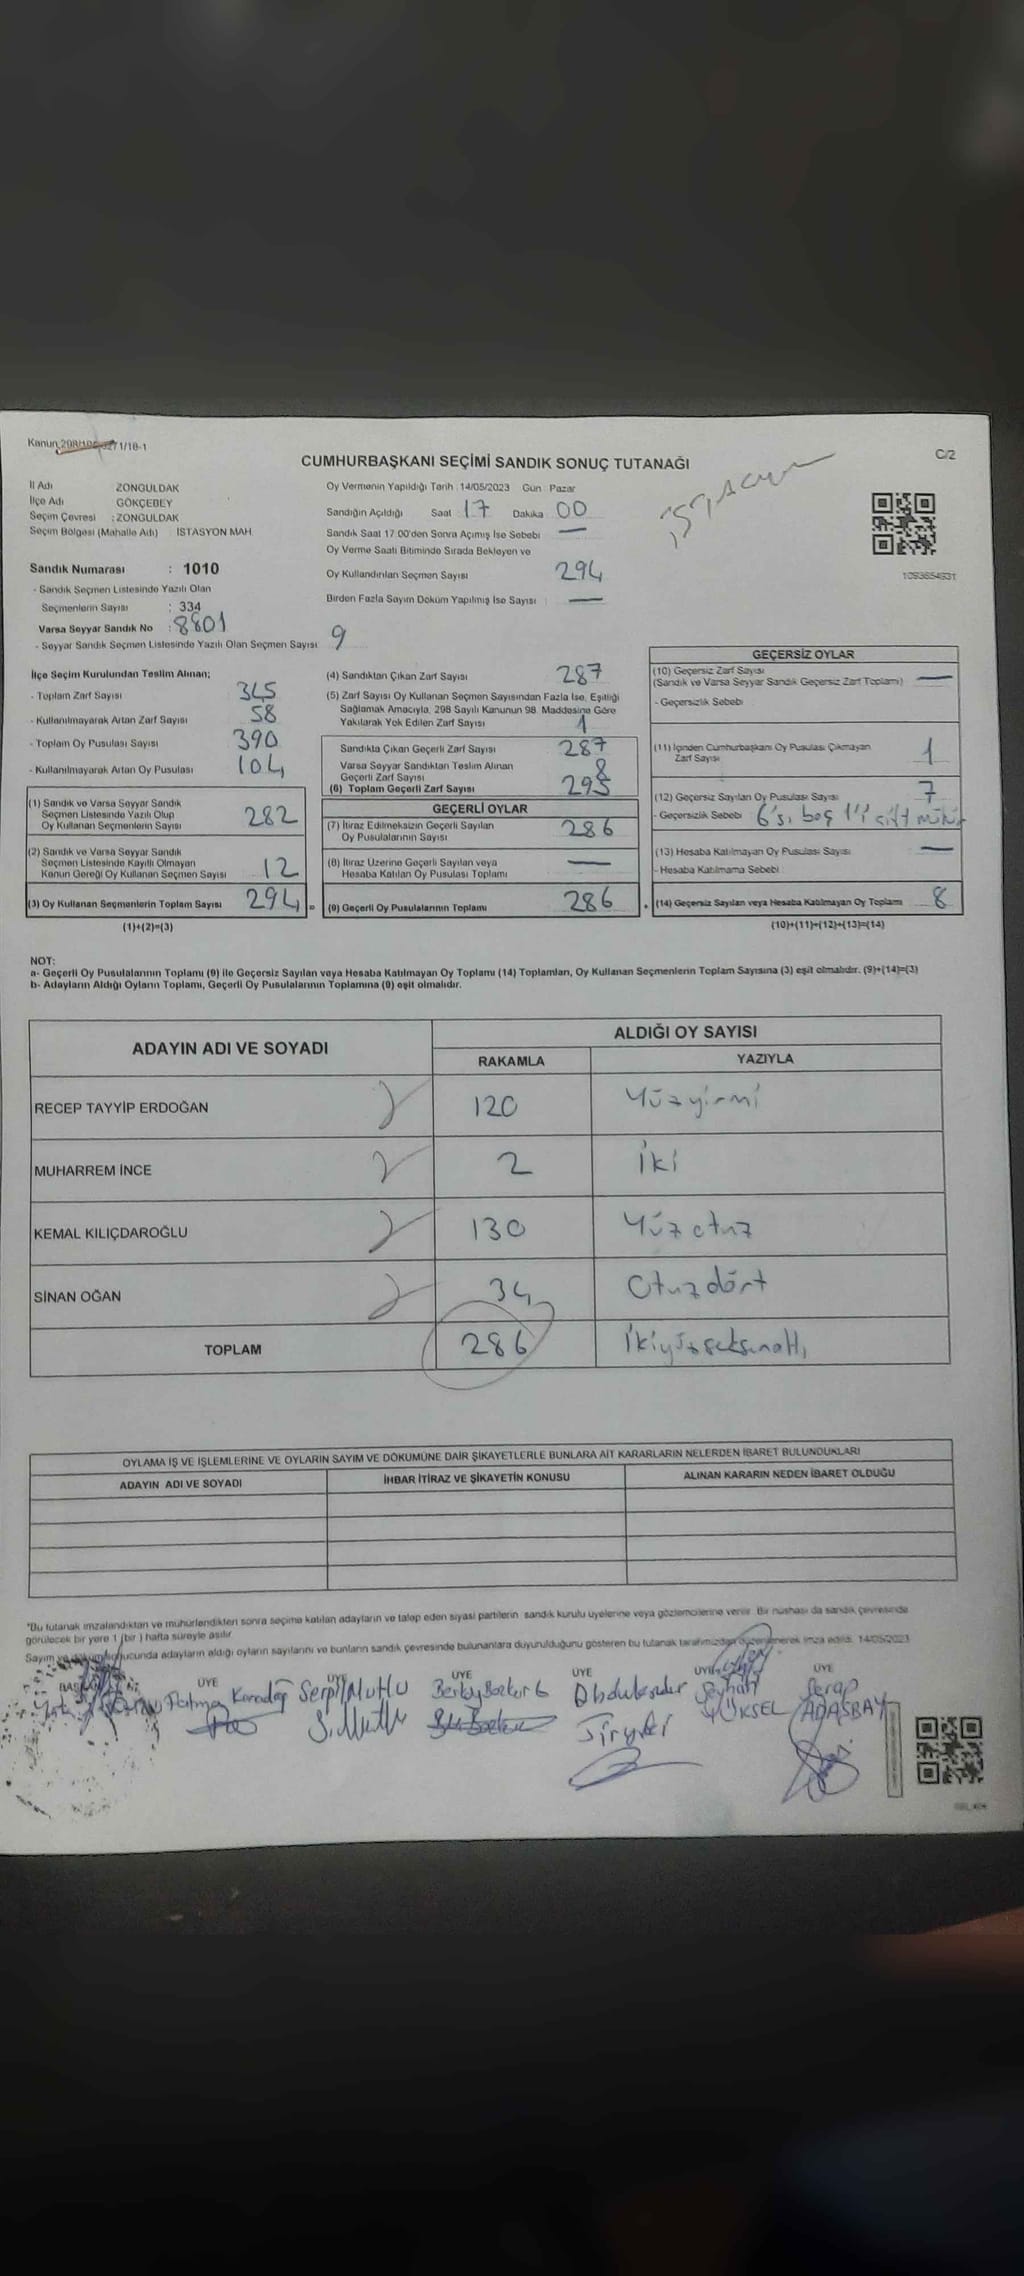 C/2
CUMHURBAŞKANI SEÇİMİ SANDIK SONUÇ TUTANAĞI
İl Adı ZONGULDAK
İlçe Adı GÖKÇEBEY
Seçim Çevresi : ZONGULDAK
Seçim Bölgesi (Mahalle Adı) İSTASYON MAH.
Sandık Numarası : 1010
- Sandık Seçmen Listesinde Yazılı Olan
Seçmenlerin Sayısı : 334
Varsa Seyyar Sandık No : 8801
- Seyyar Sandık Seçmen Listesinde Yazılı Olan Seçmen Sayısı 9
Oy Vermenin Yapıldığı Tarih : 14/05/2023 Gün : Pazar
Sandığın Açıldığı Saat 17 Dakika 00
Sandık Saat 17:00'den Sonra Açımış İse Sebebi —
Oy Verme Saati Bitiminde Sırada Bekleyen ve
Oy Kullandırılan Seçmen Sayısı 294
Birden Fazla Sayım Döküm Yapılmış İse Sayısı : —
1093654931
İlçe Seçim Kurulundan Teslim Alınan;
- Toplam Zarf Sayısı 345
- Kullanılmayarak Artan Zarf Sayısı 58
- Toplam Oy Pusulası Sayısı 390
- Kullanılmayarak Artan Oy Pusulası 104
(1) Sandık ve Varsa Seyyar Sandık
Seçmen Listesinde Yazılı Olup
Oy Kullanan Seçmenlerin Sayısı 282
(2) Sandık ve Varsa Seyyar Sandık
Seçmen Listesinde Kayıtlı Olmayan
Kanun Gereği Oy Kullanan Seçmen Sayısı 12
(3) Oy Kullanan Seçmenlerin Toplam Sayısı 294
(1)+(2)=(3)
(4) Sandıktan Çıkan Zarf Sayısı 287
(5) Zarf Sayısı Oy Kullanan Seçmen Sayısından Fazla İse, Eşitliği
Sağlamak Amacıyla, 298 Sayılı Kanunun 98. Maddesine Göre
Yakılarak Yok Edilen Zarf Sayısı 1
Sandıkta Çıkan Geçerli Zarf Sayısı 287
Varsa Seyyar Sandıktan Teslim Alınan
Geçerli Zarf Sayısı 8
(6) Toplam Geçerli Zarf Sayısı 295
GEÇERLİ OYLAR
(7) İtiraz Edilmeksizin Geçerli Sayılan
Oy Pusulalarının Sayısı 286
(8) İtiraz Üzerine Geçerli Sayılan veya
Hesaba Katılan Oy Pusulası Toplamı —
(9) Geçerli Oy Pusulalarının Toplamı 286
GEÇERSİZ OYLAR
(10) Geçersiz Zarf Sayısı
(Sandık ve Varsa Seyyar Sandık Geçersiz Zarf Toplamı) —
- Geçersizlik Sebebi
(11) İçinden Cumhurbaşkanı Oy Pusulası Çıkmayan
Zarf Sayısı 1
(12) Geçersiz Sayılan Oy Pusulası Sayısı 7
- Geçersizlik Sebebi 6'sı boş 1'i çift mühür
(13) Hesaba Katılmayan Oy Pusulası Sayısı —
- Hesaba Katılmama Sebebi
(14) Geçersiz Sayılan veya Hesaba Katılmayan Oy Toplamı 8
(10)+(11)+(12)+(13)=(14)
NOT:
a- Geçerli Oy Pusulalarının Toplamı (9) ile Geçersiz Sayılan veya Hesaba Katılmayan Oy Toplamı (14) Toplamları, Oy Kullanan Seçmenlerin Toplam Sayısına (3) eşit olmalıdır. (9)+(14)=(3)
b- Adayların Aldığı Oyların Toplamı, Geçerli Oy Pusulalarının Toplamına (9) eşit olmalıdır.
ADAYIN ADI VE SOYADI ALDIĞI OY SAYISI
RAKAMLA YAZIYLA
RECEP TAYYİP ERDOĞAN 120 Yüzyirmi
MUHARREM İNCE 2 İki
KEMAL KILIÇDAROĞLU 130 Yüzotuz
SİNAN OĞAN 34 Otuzdört
TOPLAM 286 İkiyüzseksenaltı
OYLAMA İŞ VE İŞLEMLERİNE VE OYLARIN SAYIM VE DÖKÜMÜNE DAİR ŞİKAYETLERLE BUNLARA AİT KARARLARIN NELERDEN İBARET BULUNDUKLARI
ADAYIN ADI VE SOYADI İHBAR İTİRAZ VE ŞİKAYETİN KONUSU ALINAN KARARIN NEDEN İBARET OLDUĞU
*Bu tutanak imzalandıktan ve mühürlendikten sonra seçime katılan adayların ve talep eden siyasi partilerin sandık kurulu üyelerine veya gözlemcilerine verilir. Bir nüshası da sandık çevresinde
görülecek bir yere 1 (bir) hafta süreyle asılır.
Sayım ve döküm sonucunda adayların aldığı oyların sayılarını ve bunların sandık çevresinde bulunanlara duyurulduğunu gösteren bu tutanak tarafımızdan düzenlenerek imza edildi. 14/05/2023
ÜYE ÜYE ÜYE ÜYE ÜYE ÜYE
Fatma Karadağ Serpil Mutlu Berkay Bozkurt Abdulkadir Seyhan YÜKSEL Serap ADASBAY
S. Mutlu